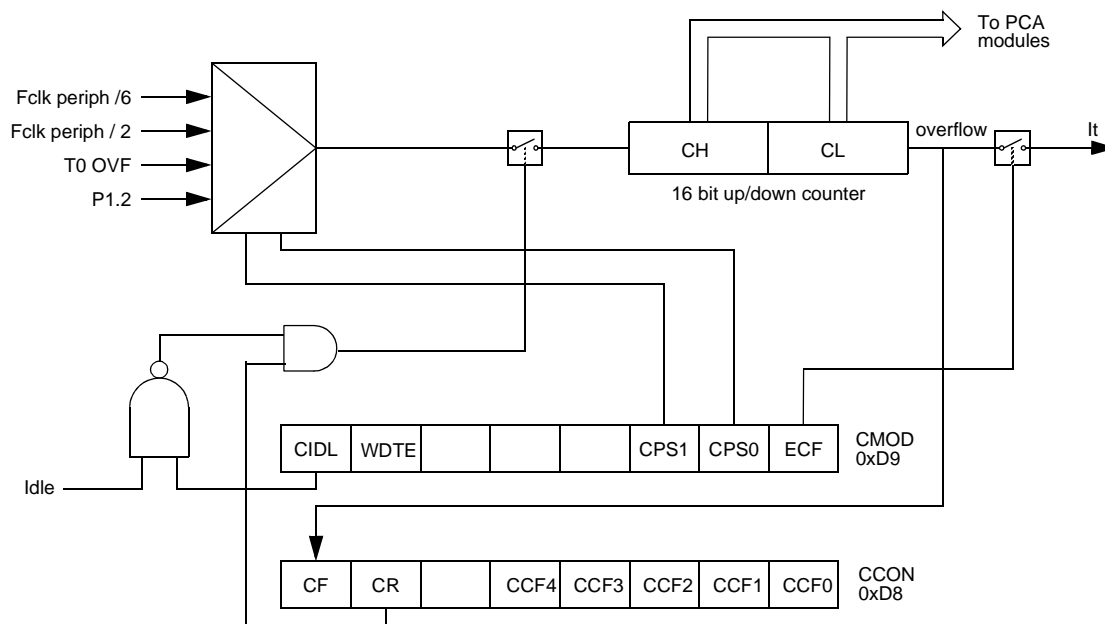 To PCA
modules
Fclk periph /6
Fclk periph / 2
T0 OVF
P1.2
CH
CL
overflow
It
16 bit up/down counter
CIDL
WDTE
CPS1
CPS0
ECF
CMOD
0xD9
Idle
CF
CR
CCF4
CCF3
CCF2
CCF1
CCF0
CCON
0xD8